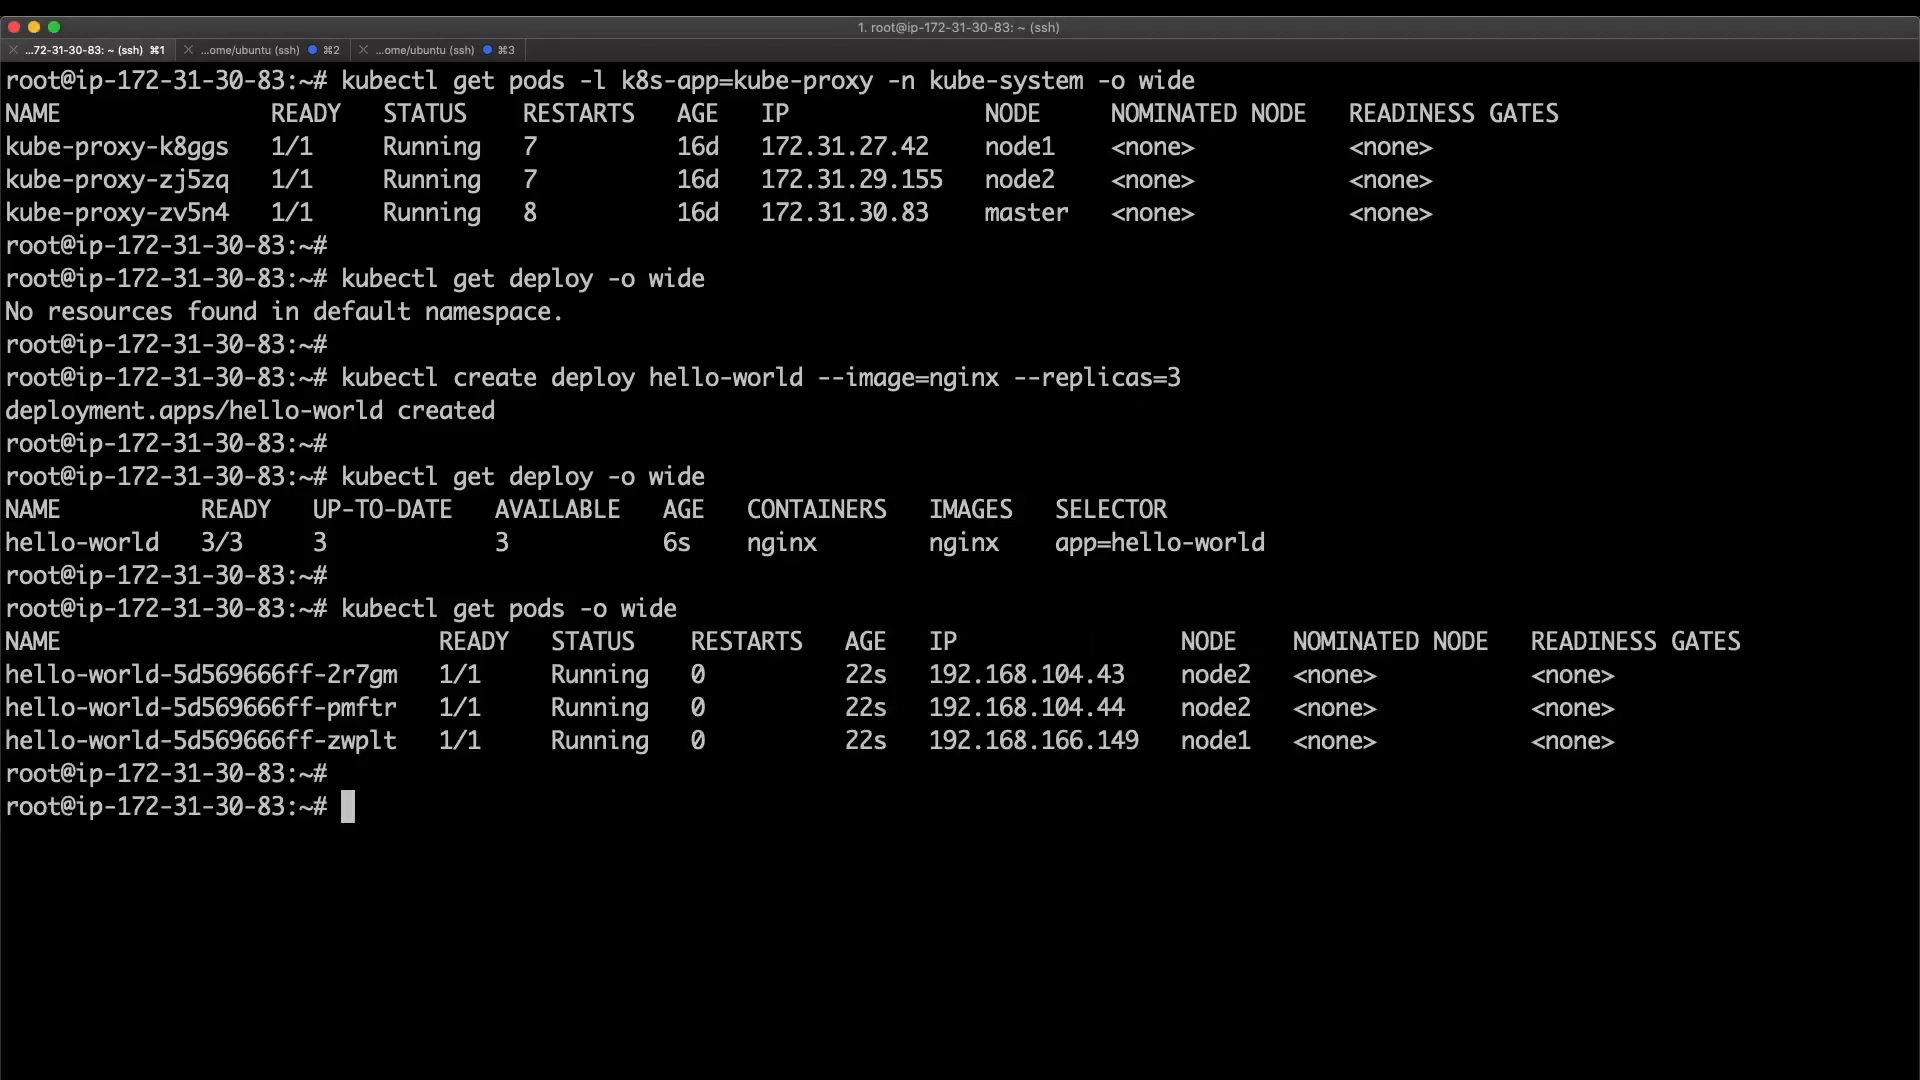 1. root@ip-172-31-30-83: ~ (ssh)
...72-31-30-83: ~ (ssh) ⌘1 ...ome/ubuntu (ssh) ⌘2 ...ome/ubuntu (ssh) ⌘3
root@ip-172-31-30-83:~# kubectl get pods -l k8s-app=kube-proxy -n kube-system -o wide
NAME               READY   STATUS    RESTARTS   AGE   IP              NODE     NOMINATED NODE   READINESS GATES
kube-proxy-k8ggs   1/1     Running   7          16d   172.31.27.42    node1    <none>           <none>
kube-proxy-zj5zq   1/1     Running   7          16d   172.31.29.155   node2    <none>           <none>
kube-proxy-zv5n4   1/1     Running   8          16d   172.31.30.83    master   <none>           <none>
root@ip-172-31-30-83:~#
root@ip-172-31-30-83:~# kubectl get deploy -o wide
No resources found in default namespace.
root@ip-172-31-30-83:~#
root@ip-172-31-30-83:~# kubectl create deploy hello-world --image=nginx --replicas=3
deployment.apps/hello-world created
root@ip-172-31-30-83:~#
root@ip-172-31-30-83:~# kubectl get deploy -o wide
NAME          READY   UP-TO-DATE   AVAILABLE   AGE   CONTAINERS   IMAGES   SELECTOR
hello-world   3/3     3            3           6s    nginx        nginx    app=hello-world
root@ip-172-31-30-83:~#
root@ip-172-31-30-83:~# kubectl get pods -o wide
NAME                           READY   STATUS    RESTARTS   AGE   IP                NODE    NOMINATED NODE   READINESS GATES
hello-world-5d569666ff-2r7gm   1/1     Running   0          22s   192.168.104.43    node2   <none>           <none>
hello-world-5d569666ff-pmftr   1/1     Running   0          22s   192.168.104.44    node2   <none>           <none>
hello-world-5d569666ff-zwplt   1/1     Running   0          22s   192.168.166.149   node1   <none>           <none>
root@ip-172-31-30-83:~#
root@ip-172-31-30-83:~#